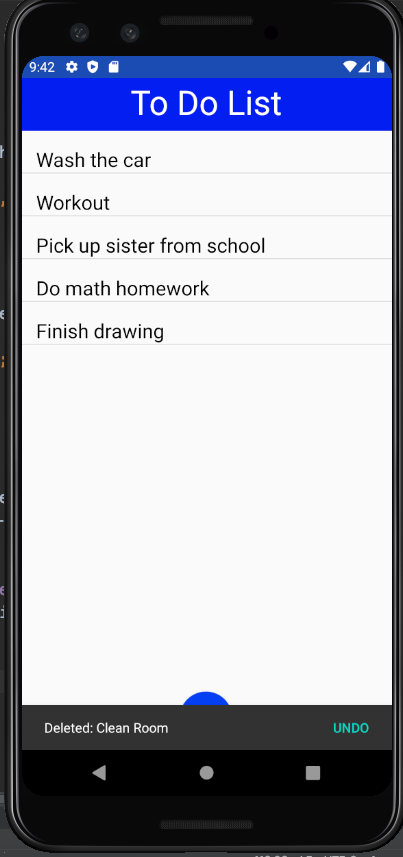 9:42
To Do List
Wash the car
Workout
Pick up sister from school
Do math homework
Finish drawing
Deleted: Clean Room UNDO